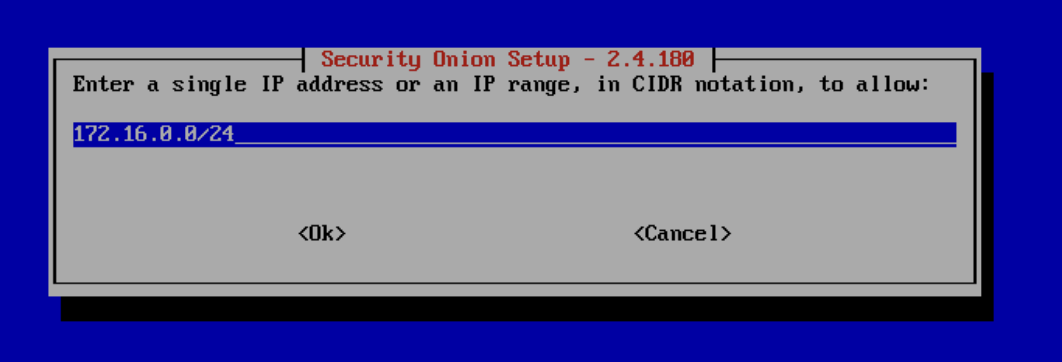 Security Onion Setup - 2.4.180
Enter a single IP address or an IP range, in CIDR notation, to allow:
172.16.0.0/24
<Ok> <Cancel>